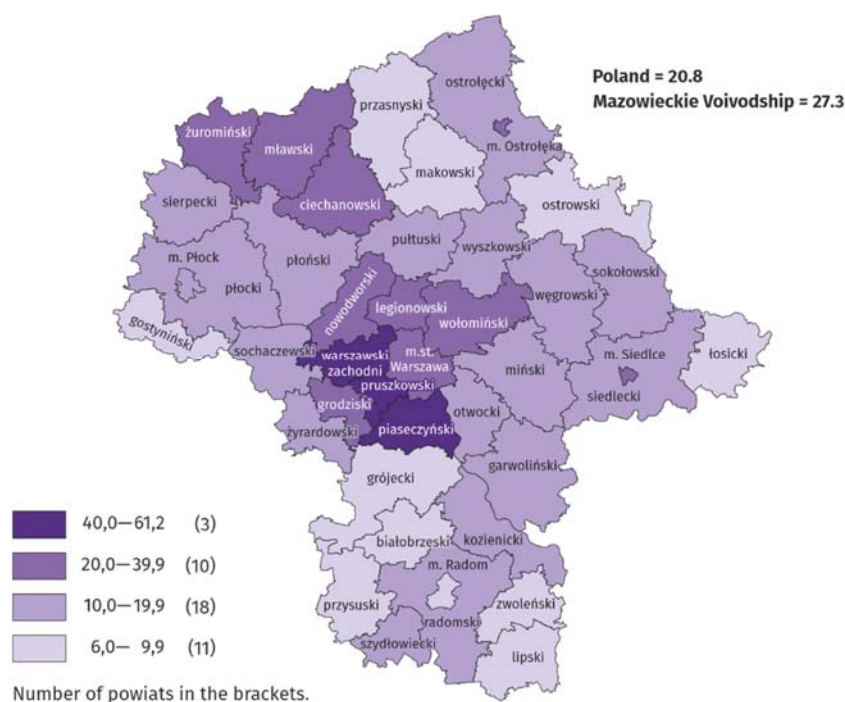 Poland = 20.8
Mazowieckie Voivodship = 27.3
ostrołęcki
przasnyski
żuromiński
mławski
m. Ostrołęka
makowski
ciechanowski
sierpecki
ostrowski
pułtuski
wyszkowski
m. Płock
płoński
sokołowski
płocki
węgrowski
nowodworski
legionowski
wołomiński
gostyniński
sochaczewski
warszawski
zachodni
m.st.
Warszawa
m. Siedlce
łosicki
miński
pruszkowski
siedlecki
grodziski
otwocki
piaseczyński
żyrardowski
garwoliński
grójecki
białobrzeski
kozienicki
m. Radom
przysuski
zwoleński
radomski
szydłowiecki
lipski
40,0—61,2 (3)
20,0—39,9 (10)
10,0—19,9 (18)
6,0— 9,9 (11)
Number of powiats in the brackets.